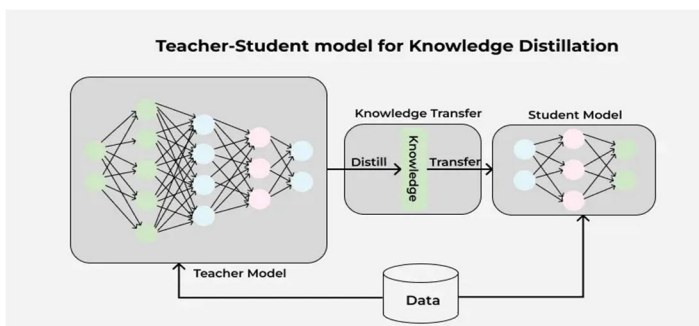 Teacher-Student model for Knowledge Distillation
Knowledge Transfer
Student Model
Distill
Knowledge
Transfer
Teacher Model
Data